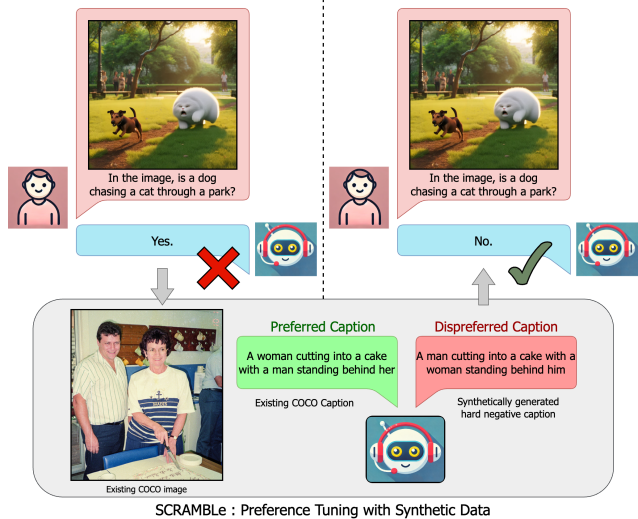 In the image, is a dog
chasing a cat through a park?
Yes.
In the image, is a dog
chasing a cat through a park?
No.
Preferred Caption
A woman cutting into a cake
with a man standing behind her
Existing COCO Caption
Dispreferred Caption
A man cutting into a cake with a
woman standing behind him
Synthetically generated
hard negative caption
Existing COCO image
SCRAMBLe : Preference Tuning with Synthetic Data